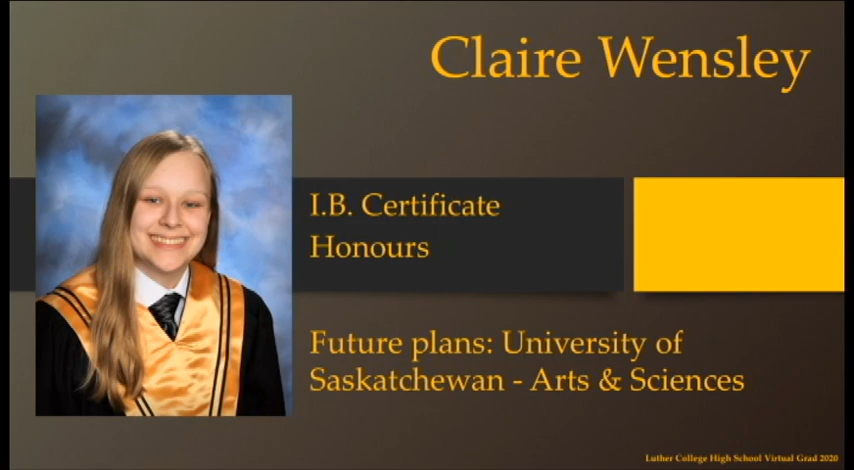 Claire Wensley
I.B. Certificate
Honours
Future plans: University of
Saskatchewan - Arts & Sciences
Luther College High School Virtual Grad 2020